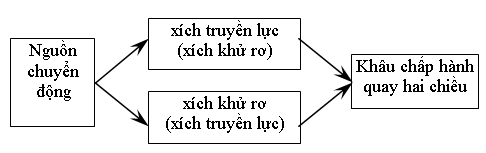 Nguồn
chuyển
động
xích truyền lực
(xích khử rơ)
xích khử rơ
(xích truyền lực)
Khâu chấp hành
quay hai chiều